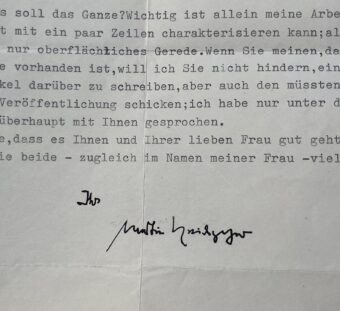 s soll das Ganze?Wichtig ist allein meine Arbe
t mit ein paar Zeilen charakterisieren kann;al
nur oberflächliches Gerede.Wenn Sie meinen,da
e vorhanden ist,will ich Sie nicht hindern,ein
kel darüber zu schreiben,aber auch den müssten
Veröffentlichung schicken;ich habe nur unter d
überhaupt mit Ihnen gesprochen.
e,dass es Ihnen und Ihrer lieben Frau gut geht
ie beide - zugleich im Namen meiner Frau -viel
Ihr
Martin Heidegger